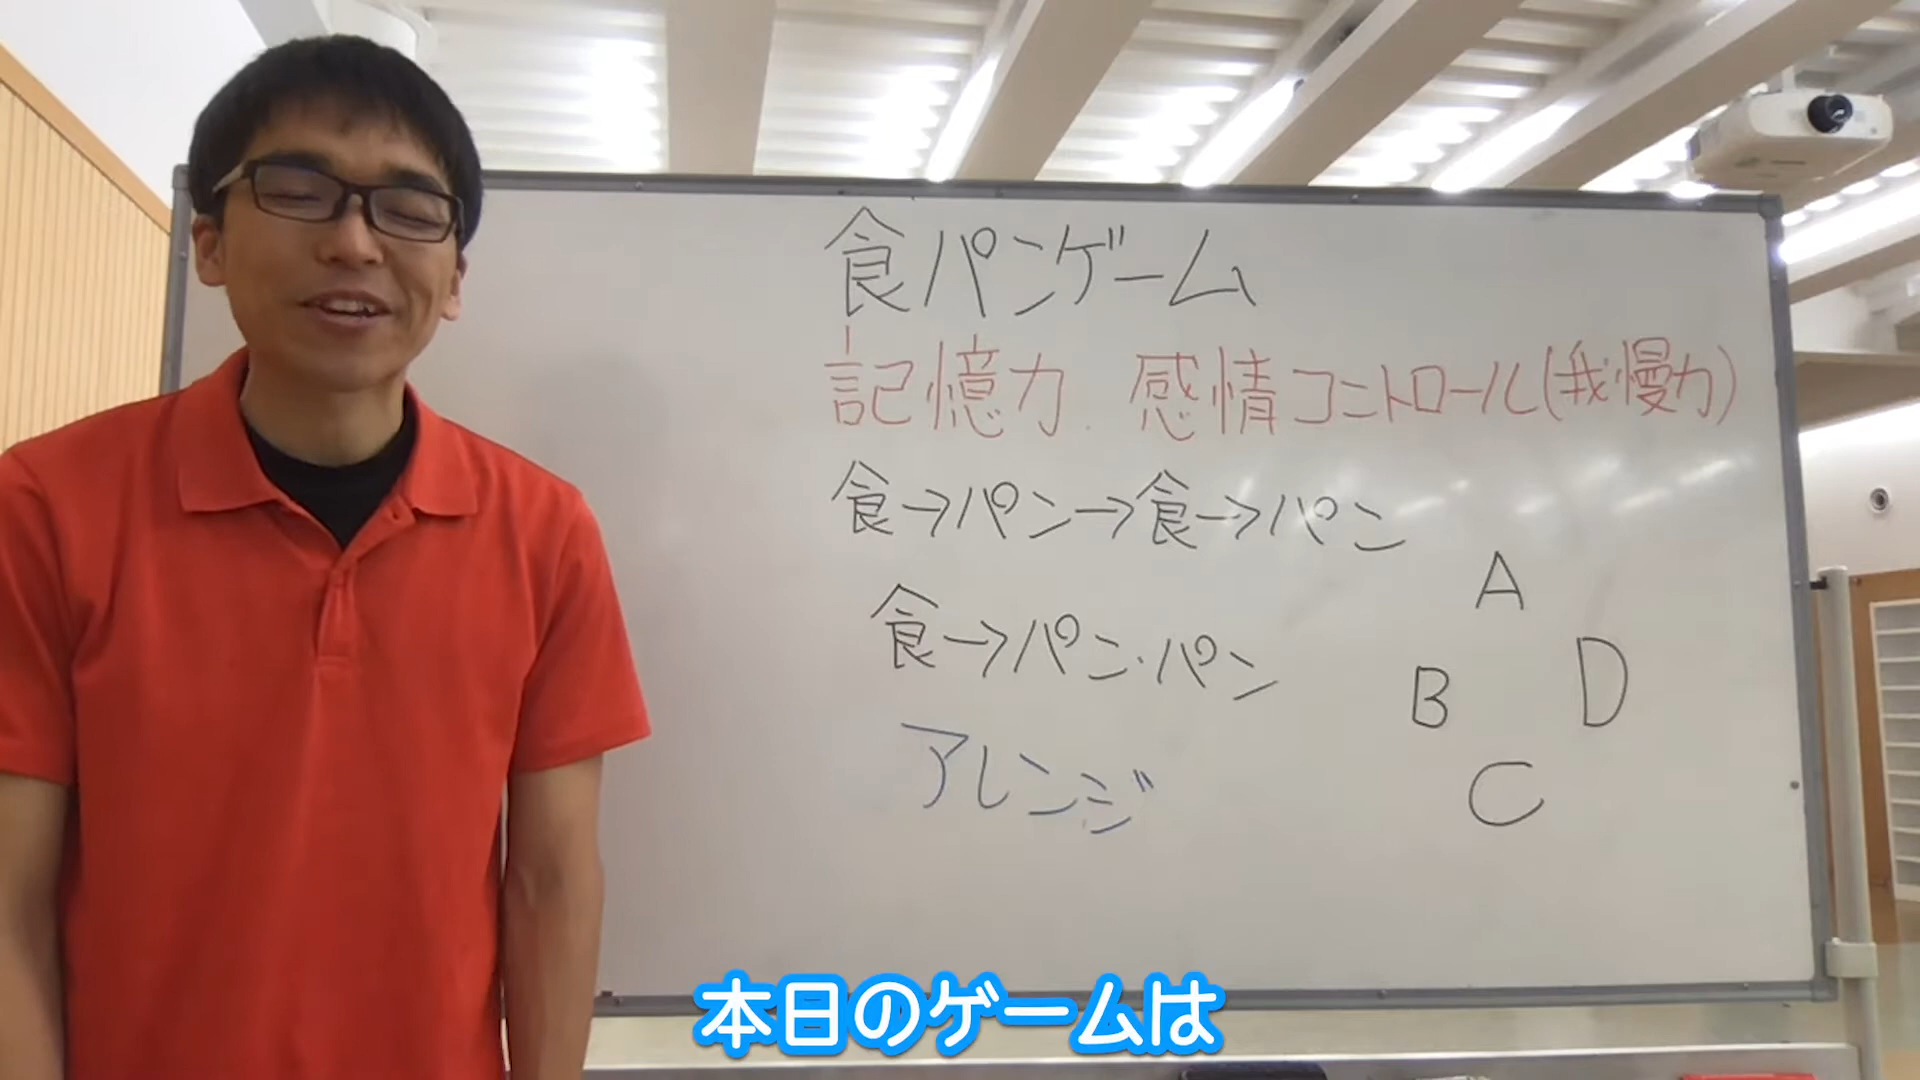 食パンゲーム
記憶力、感情コントロール(我慢力)
食→パン→食→パン
食→パン・パン
アレンジ
A
B
D
C
本日のゲームは